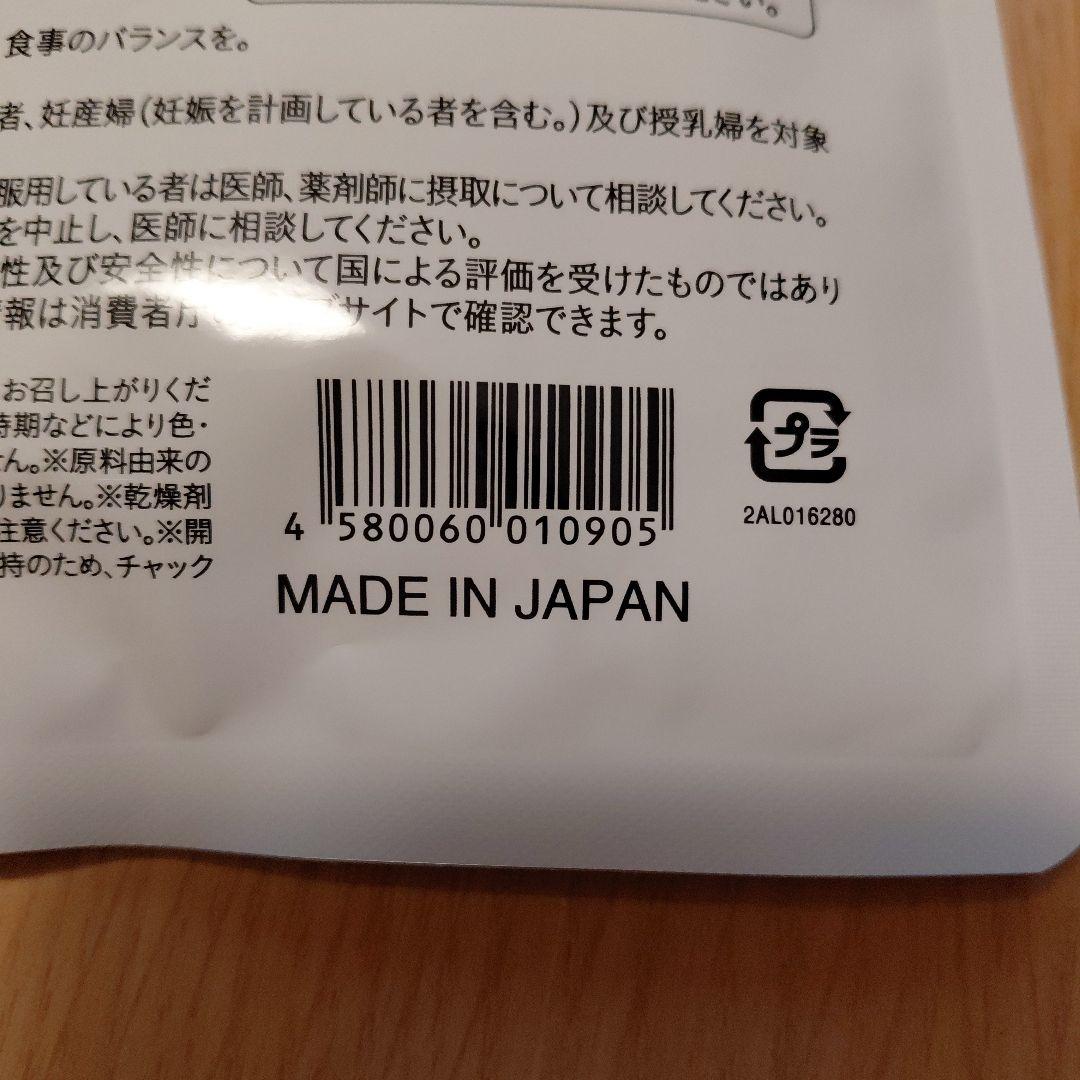 さい。
食事のバランスを。
者、妊産婦(妊娠を計画している者を含む。)及び授乳婦を対象
服用している者は医師、薬剤師に摂取について相談してください。
を中止し、医師に相談してください。
性及び安全性について国による評価を受けたものではあり
報は消費者庁 サイトで確認できます。
お召し上がりくだ
時期などにより色・
ん。※原料由来の
りません。※乾燥剤
注意ください。※開
持のため、チャック
4 580060 010905
MADE IN JAPAN
プラ
2AL016280